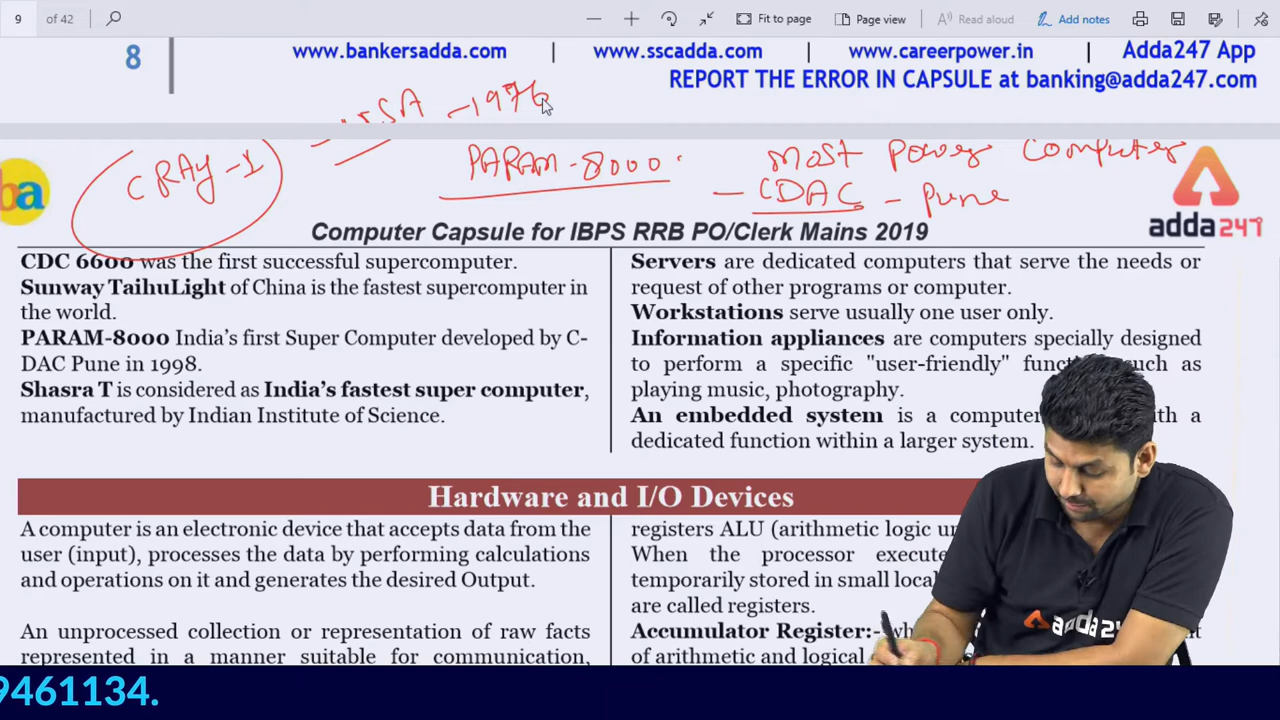 9 of 42 Fit to page Page view Read aloud Add notes
8 www.bankersadda.com | www.sscadda.com | www.careerpower.in | Adda247 App
REPORT THE ERROR IN CAPSULE at banking@adda247.com
USA - 1976
CRAY-1 PARAM-8000. Most Power Computer
- CDAC - Pune
ba adda247
Computer Capsule for IBPS RRB PO/Clerk Mains 2019
CDC 6600 was the first successful supercomputer.
Sunway TaihuLight of China is the fastest supercomputer in
the world.
PARAM-8000 India's first Super Computer developed by C-
DAC Pune in 1998.
Shasra T is considered as India's fastest super computer,
manufactured by Indian Institute of Science.
Servers are dedicated computers that serve the needs or
request of other programs or computer.
Workstations serve usually one user only.
Information appliances are computers specially designed
to perform a specific "user-friendly" such as
playing music, photography.
An embedded system is a computer with a
dedicated function within a larger system.
Hardware and I/O Devices
A computer is an electronic device that accepts data from the
user (input), processes the data by performing calculations
and operations on it and generates the desired Output.
An unprocessed collection or representation of raw facts
represented in a manner suitable for communication,
registers ALU (arithmetic logic
When the processor
temporarily stored in small
are called registers.
Accumulator Register:-
of arithmetic and logical
adda24
9461134.